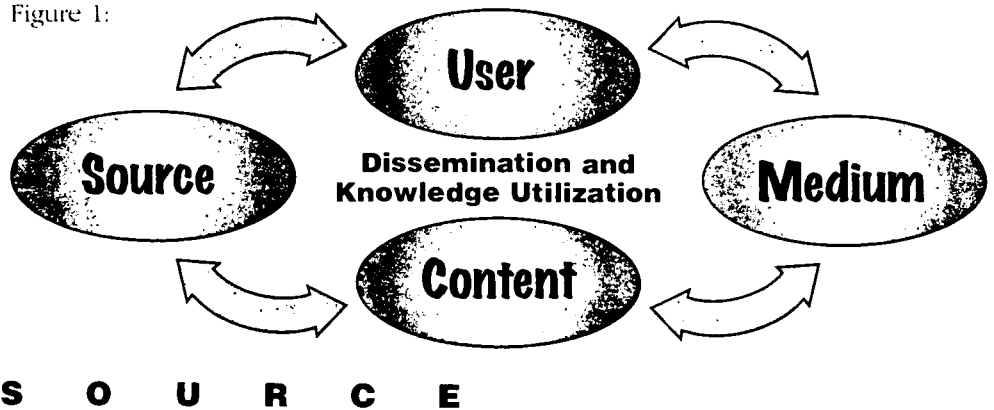 Figure 1:
User
Source
Dissemination and
Knowledge Utilization
Medium
Content
S O U R C E